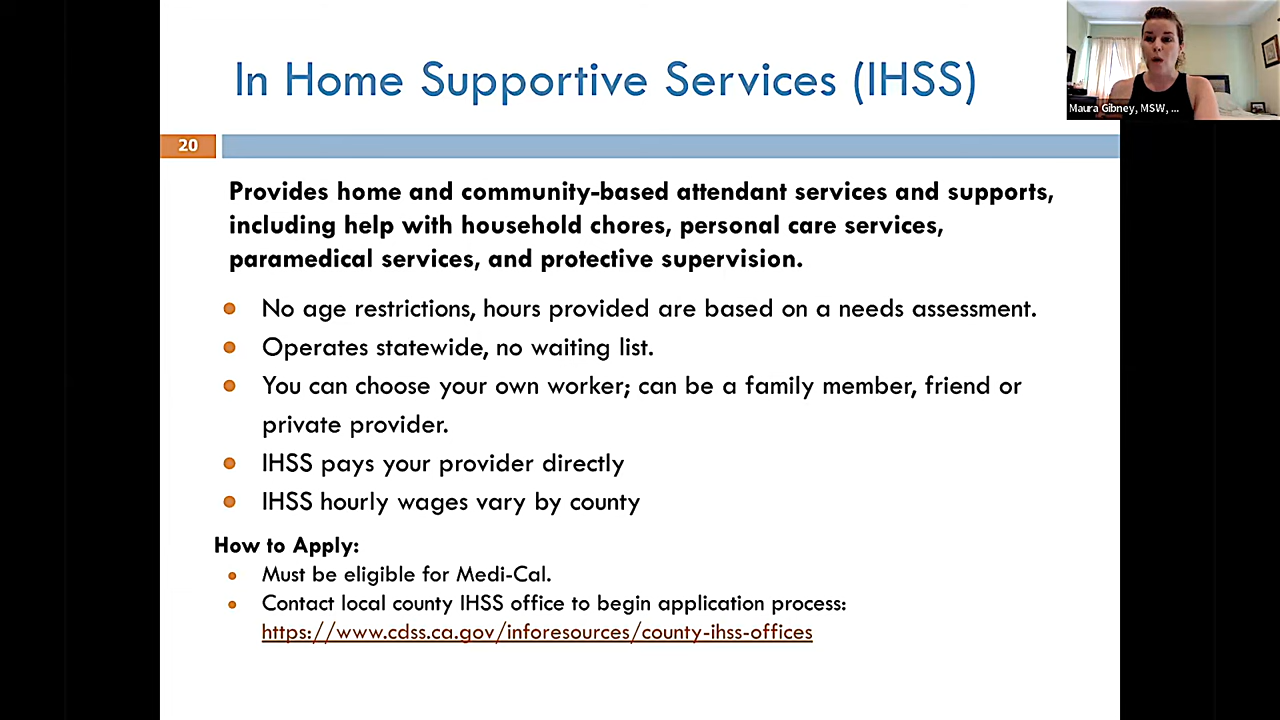 In Home Supportive Services (IHSS)
Maura Gibney, MSW, ...
20
Provides home and community-based attendant services and supports,
including help with household chores, personal care services,
paramedical services, and protective supervision.
No age restrictions, hours provided are based on a needs assessment.
Operates statewide, no waiting list.
You can choose your own worker; can be a family member, friend or
private provider.
IHSS pays your provider directly
IHSS hourly wages vary by county
How to Apply:
Must be eligible for Medi-Cal.
Contact local county IHSS office to begin application process:
https://www.cdss.ca.gov/inforesources/county-ihss-offices